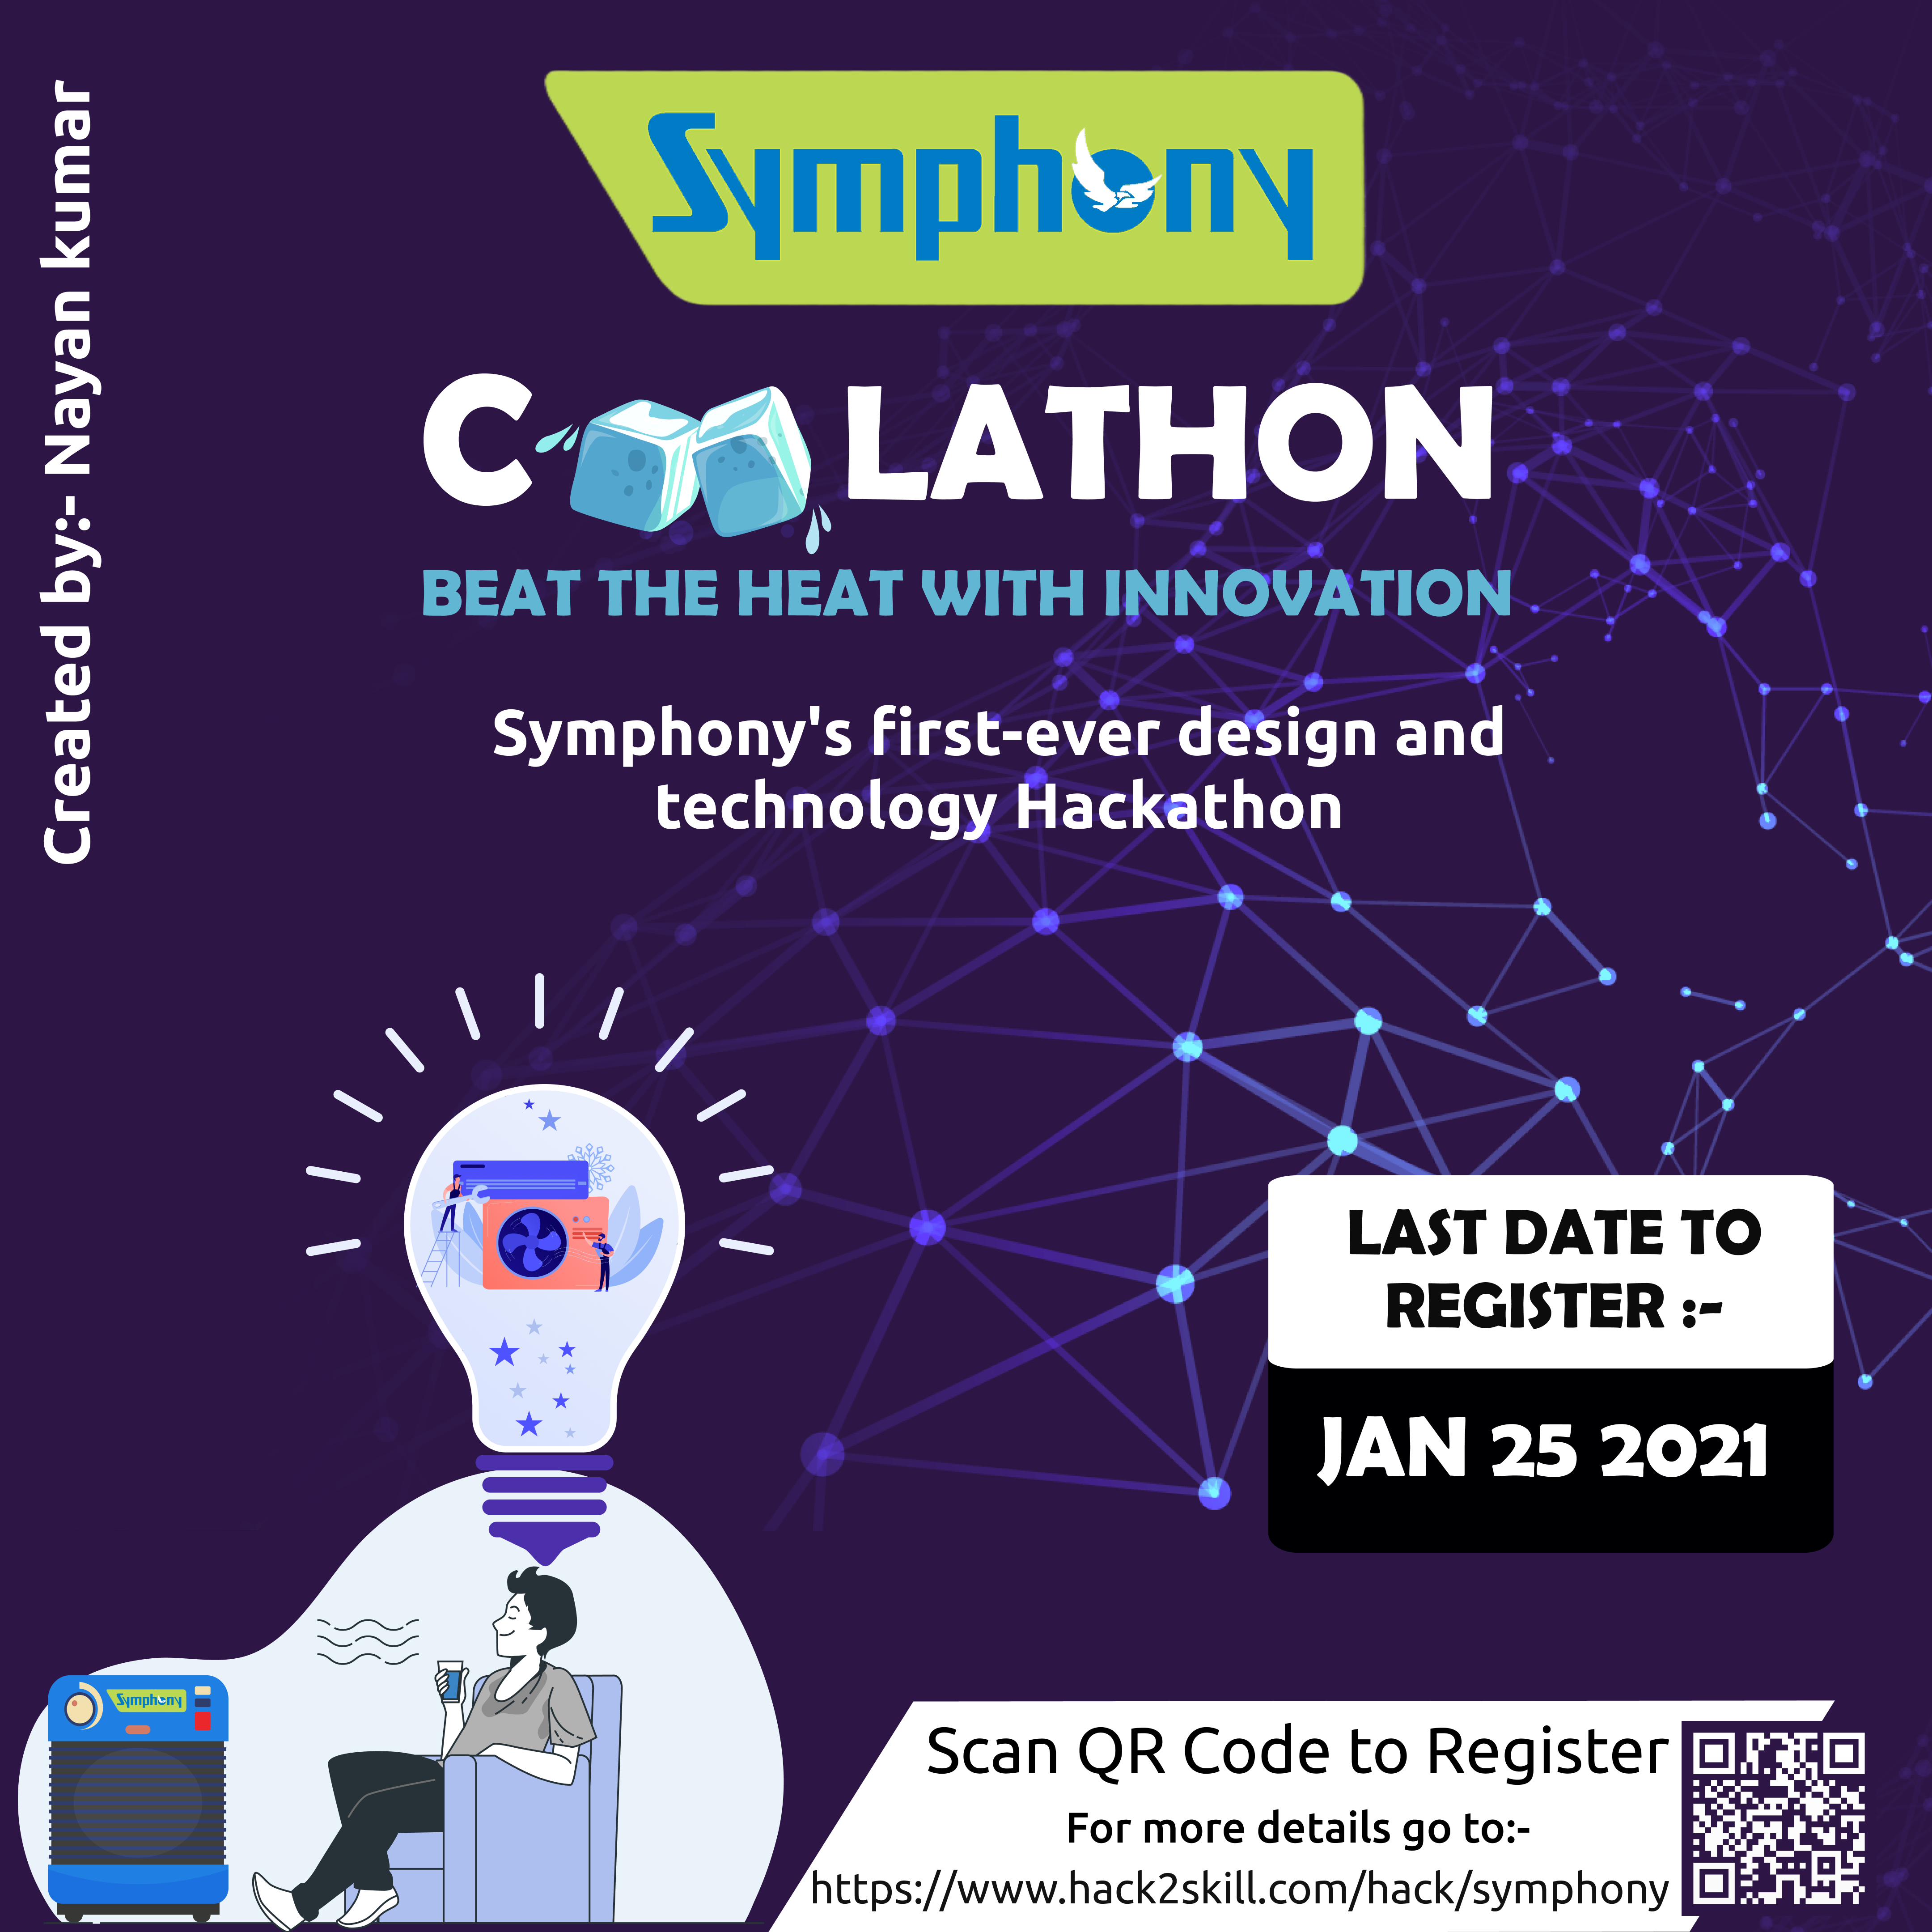 Created by:- Nayan kumar
Symphony
COOLATHON
BEAT THE HEAT WITH INNOVATION
Symphony's first-ever design and
technology Hackathon
LAST DATE TO
REGISTER :-
JAN 25 2021
Symphony
Scan QR Code to Register
For more details go to:-
https://www.hack2skill.com/hack/symphony